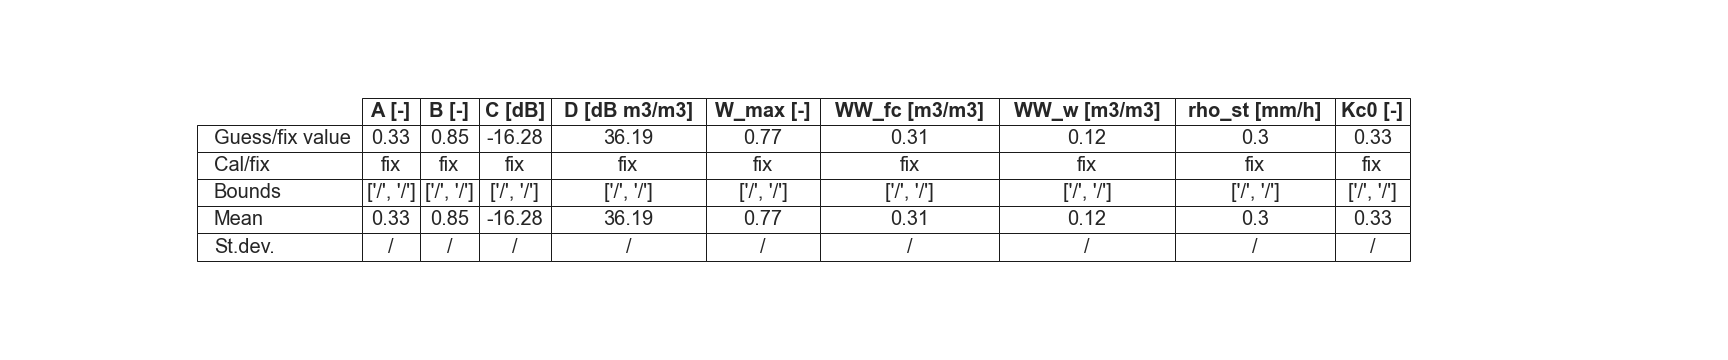 A [-] B [-] C [dB] D [dB m3/m3] W_max [-] WW_fc [m3/m3] WW_w [m3/m3] rho_st [mm/h] Kc0 [-]
Guess/fix value 0.33 0.85 -16.28 36.19 0.77 0.31 0.12 0.3 0.33
Cal/fix fix fix fix fix fix fix fix fix fix
Bounds ['/', '/'] ['/', '/'] ['/', '/'] ['/', '/'] ['/', '/'] ['/', '/'] ['/', '/'] ['/', '/'] ['/', '/']
Mean 0.33 0.85 -16.28 36.19 0.77 0.31 0.12 0.3 0.33
St.dev. / / / / / / / / /